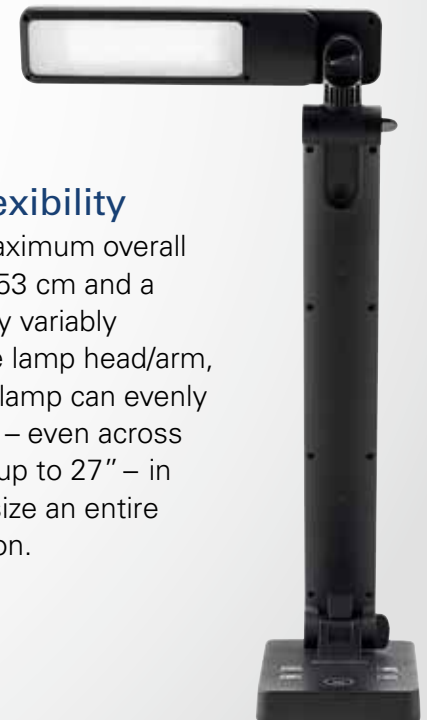 exibility
aximum overall
53 cm and a
y variably
e lamp head/arm,
lamp can evenly
– even across
up to 27” – in
size an entire
on.